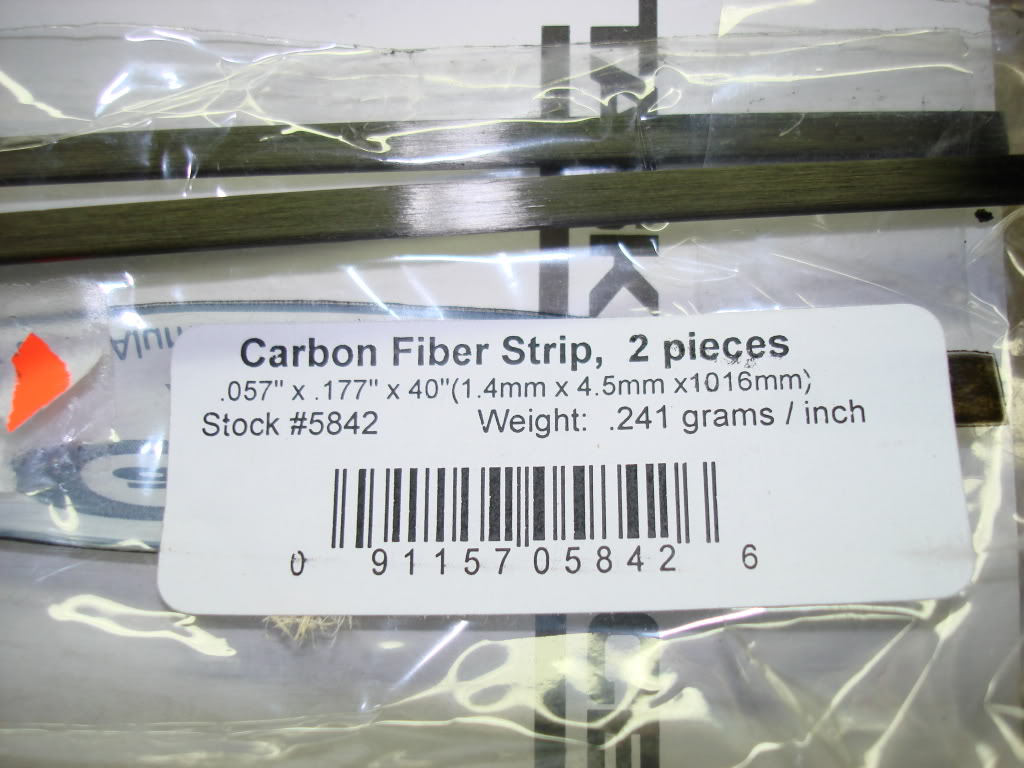 Carbon Fiber Strip, 2 pieces
.057" x .177" x 40"(1.4mm x 4.5mm x1016mm)
Stock #5842 Weight: .241 grams / inch
0 91157 05842 6